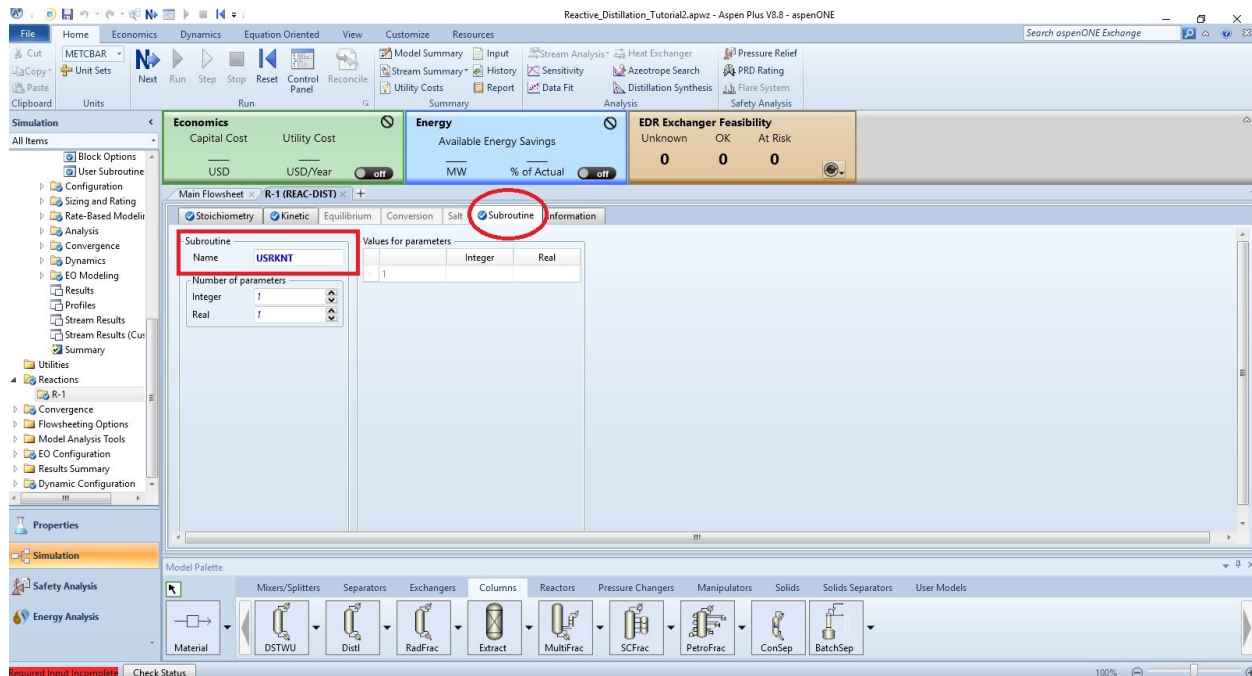 Reactive_Distillation_Tutorial2.apwz - Aspen Plus V8.8 - aspenONE
File Home Economics Dynamics Equation Oriented View Customize Resources Search aspenONE Exchange
Cut METCBAR Model Summary Input Stream Analysis Heat Exchanger Pressure Relief
Copy Unit Sets Stream Summary History Sensitivity Azeotrope Search PRD Rating
Paste Next Run Step Stop Reset Control Panel Reconcile Utility Costs Report Data Fit Distillation Synthesis Flare System
Clipboard Units Run Summary Analysis Safety Analysis
Simulation
All Items
Block Options
User Subroutine
Configuration
Sizing and Rating
Rate-Based Modelin
Analysis
Convergence
Dynamics
EO Modeling
Results
Profiles
Stream Results
Stream Results (Cus
Summary
Utilities
Reactions
R-1
Convergence
Flowsheeting Options
Model Analysis Tools
EO Configuration
Results Summary
Dynamic Configuration
Properties
Simulation
Safety Analysis
Energy Analysis
Economics
Capital Cost Utility Cost
USD USD/Year off
Energy
Available Energy Savings
MW % of Actual off
EDR Exchanger Feasibility
Unknown OK At Risk
0 0 0
Main Flowsheet R-1 (REAC-DIST) +
Stoichiometry Kinetic Equilibrium Conversion Salt Subroutine Information
Subroutine
Name USRKNT
Number of parameters
Integer 1
Real 1
Values for parameters
Integer Real
1
Model Palette
Mixers/Splitters Separators Exchangers Columns Reactors Pressure Changers Manipulators Solids Solids Separators User Models
Material DSTWU Distl RadFrac Extract MultiFrac SCFrac PetroFrac ConSep BatchSep
Required Input Incomplete Check Status 100%